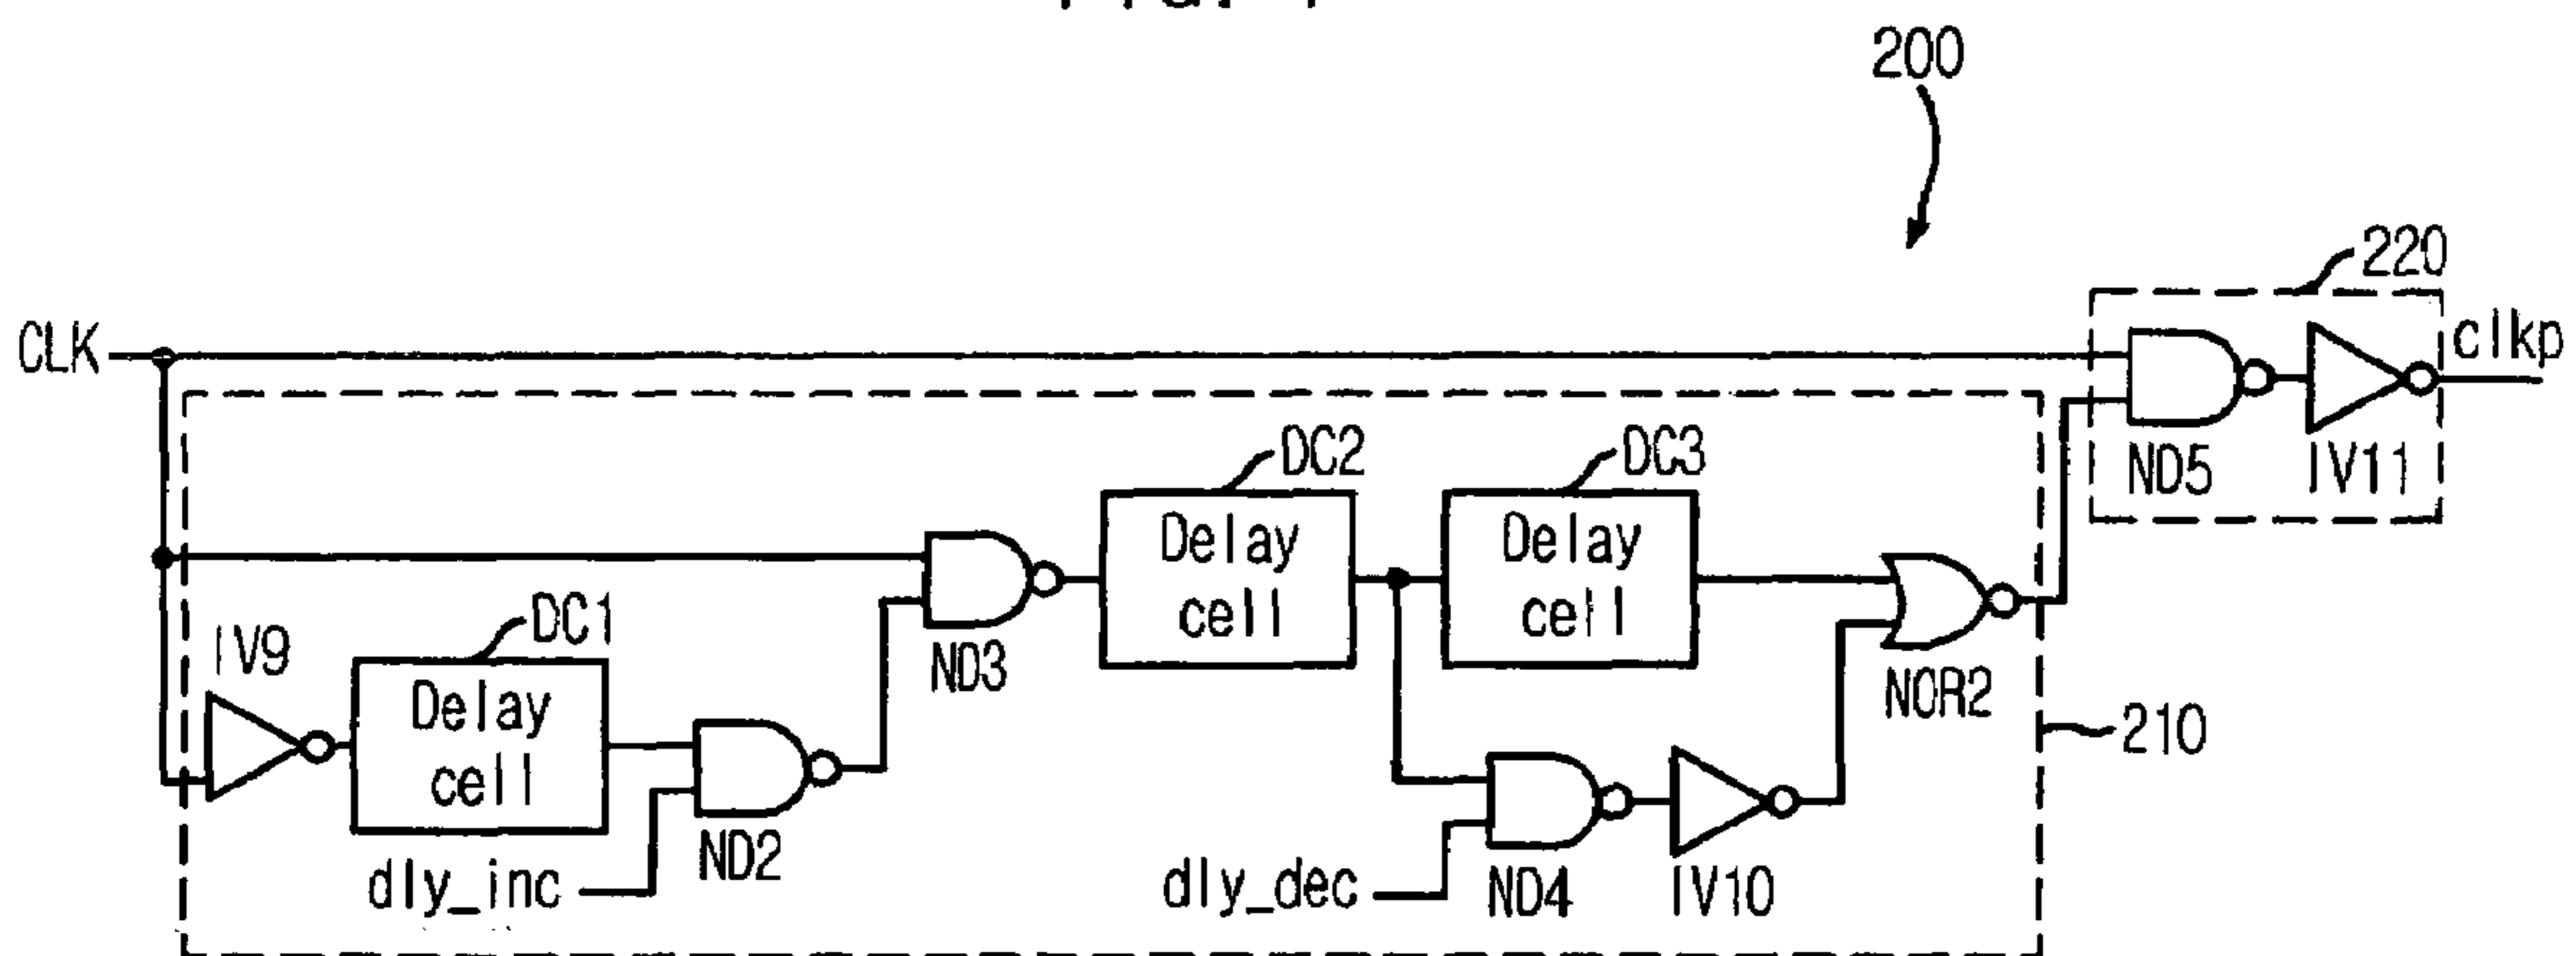 200
220
CLK
clkp
ND5
IV11
DC2
DC3
Delay
cell
Delay
cell
DC1
IV9
ND3
NOR2
Delay
cell
210
ND2
dly_inc
dly_dec
ND4
IV10